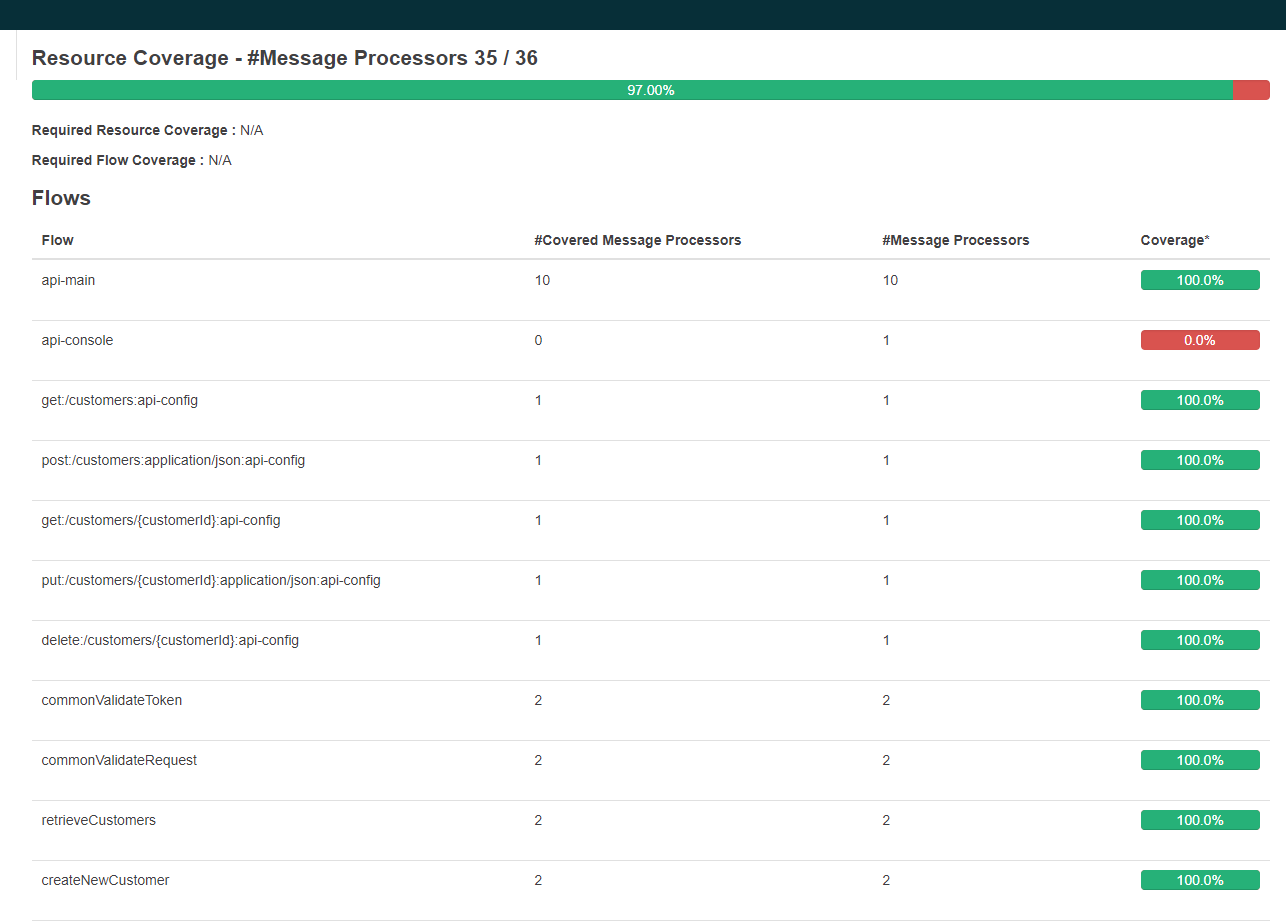 Resource Coverage - #Message Processors 35 / 36
97.00%
Required Resource Coverage : N/A
Required Flow Coverage : N/A
Flows
Flow #Covered Message Processors #Message Processors Coverage*
api-main 10 10 100.0%
api-console 0 1 0.0%
get:/customers:api-config 1 1 100.0%
post:/customers:application/json:api-config 1 1 100.0%
get:/customers/{customerId}:api-config 1 1 100.0%
put:/customers/{customerId}:application/json:api-config 1 1 100.0%
delete:/customers/{customerId}:api-config 1 1 100.0%
commonValidateToken 2 2 100.0%
commonValidateRequest 2 2 100.0%
retrieveCustomers 2 2 100.0%
createNewCustomer 2 2 100.0%